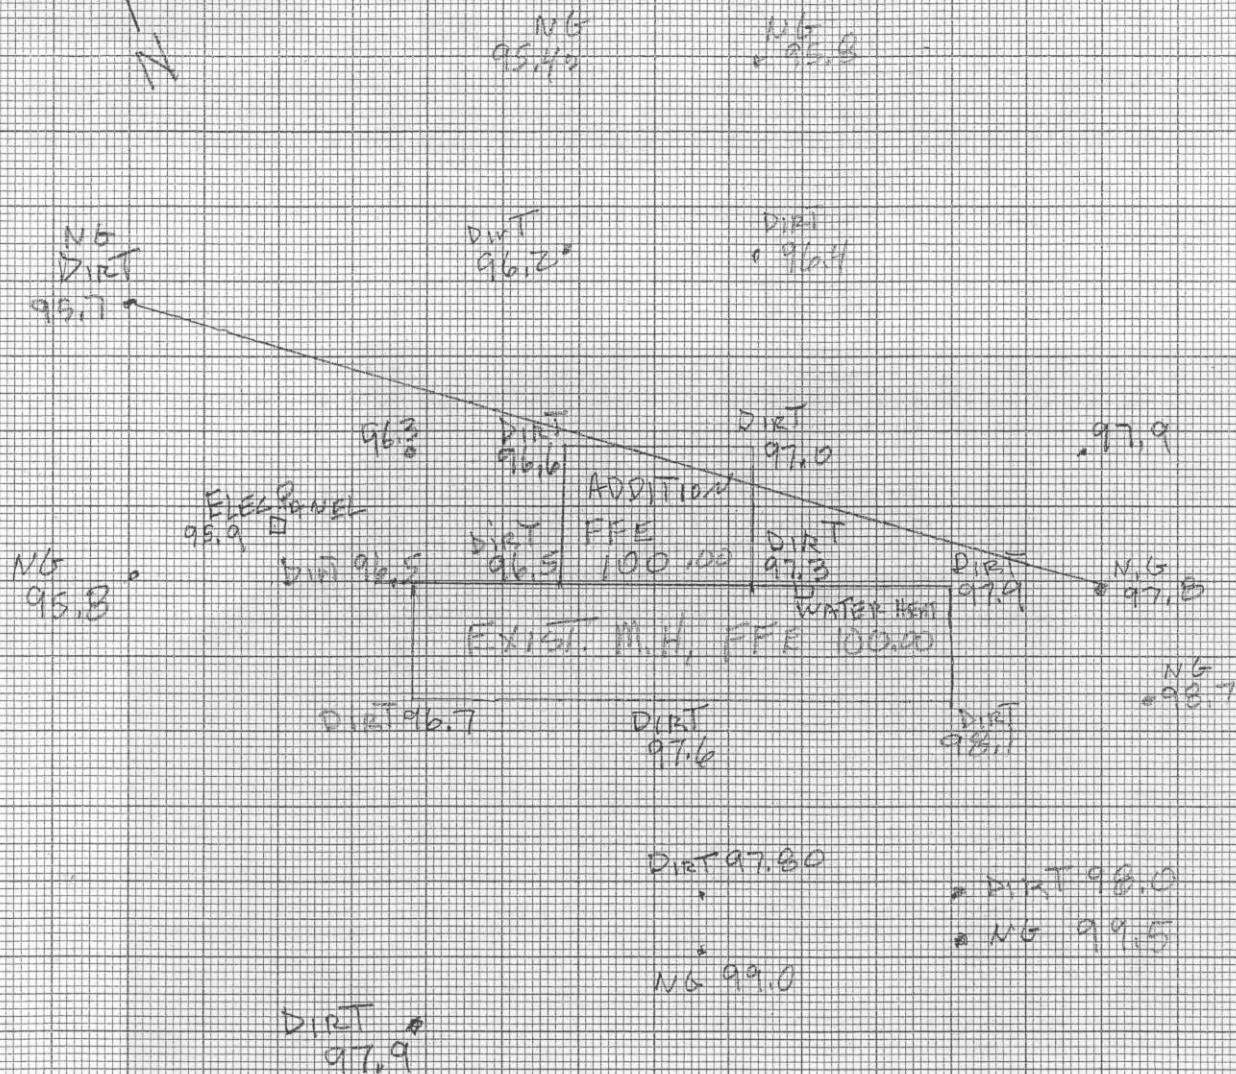 N
NG
95.43
NG
95.8
NG
DIRT
95.7
DIRT
96.2
DIRT
96.4
96.3
DIRT
96.6
DIRT
97.0
97.9
ADDITION
FFE
100.00
ELEC PANEL
95.9
DIRT 96.5
DIRT
96.5
DIRT
97.3
DIRT
97.9
N.G
97.8
NG
95.8
WATER HEAT
EXIST. M.H, FFE 100.00
NG
98.7
DIRT 96.7
DIRT
97.6
DIRT
98.1
DIRT 97.80
DIRT 98.0
NG 99.5
NG 99.0
DIRT
97.9